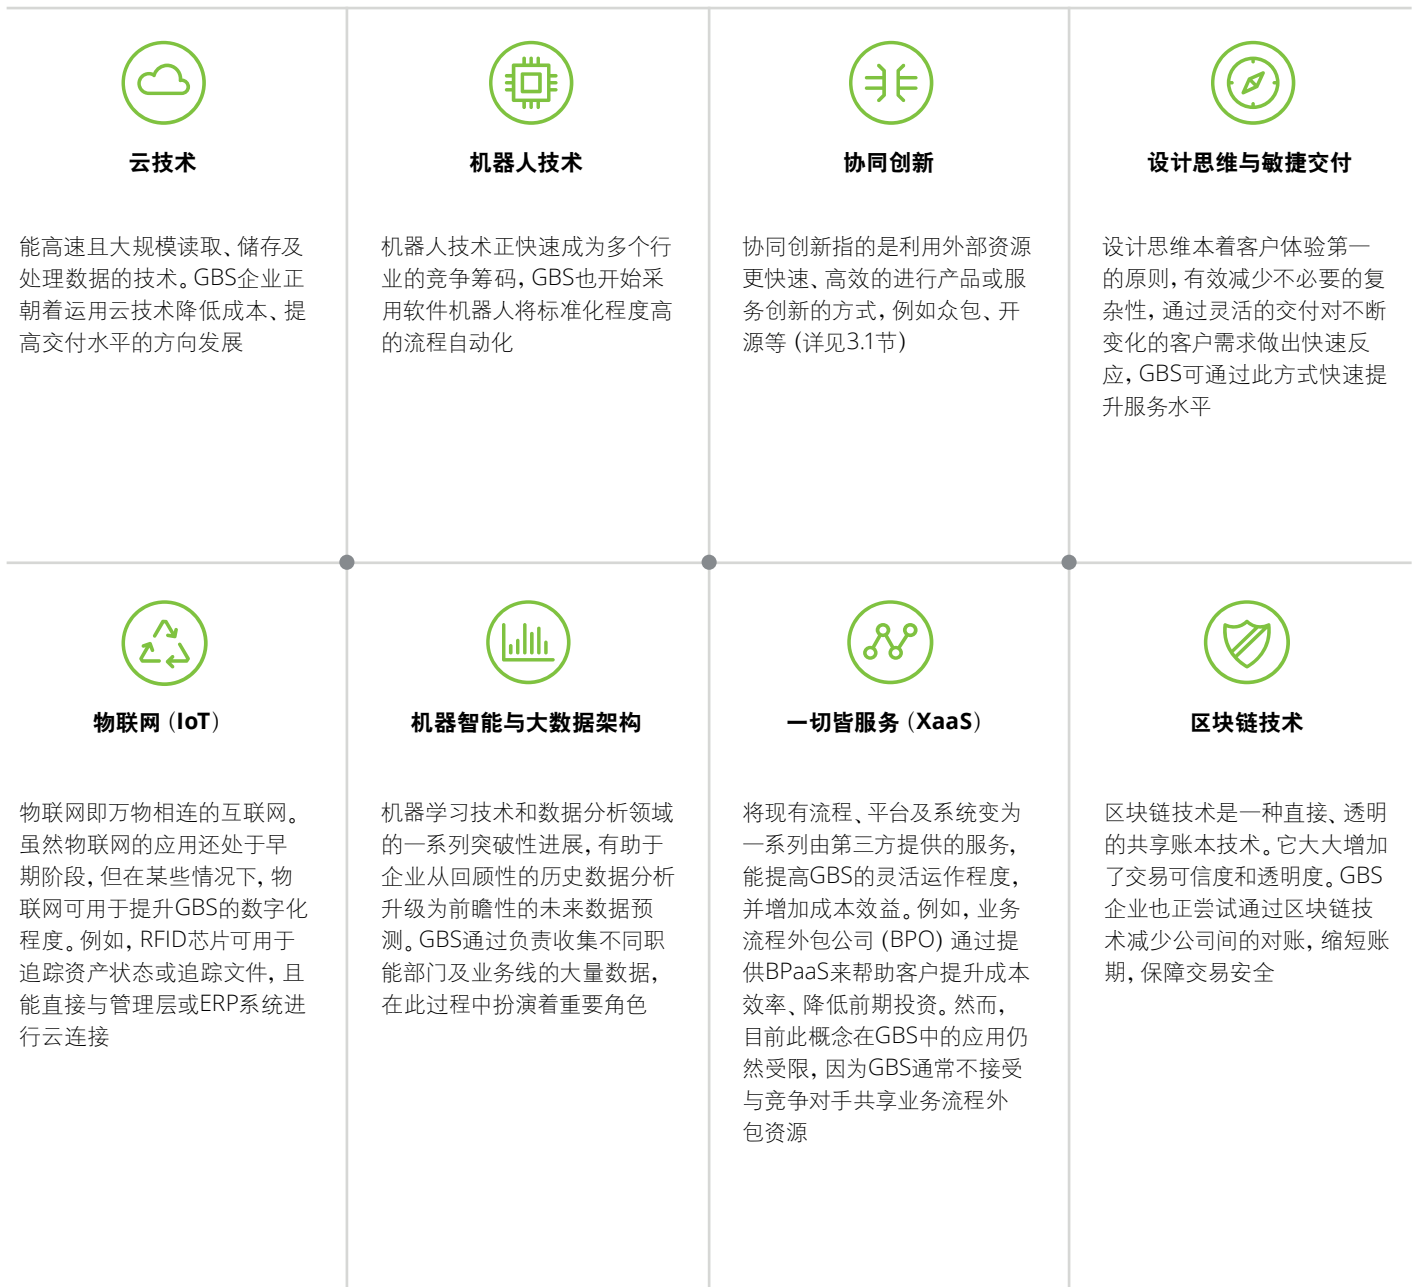 云技术
能高速且大规模读取、储存及
处理数据的技术。GBS企业正
朝着运用云技术降低成本、提
高交付水平的方向发展
机器人技术
机器人技术正快速成为多个行
业的竞争筹码，GBS也开始采
用软件机器人将标准化程度高
的流程自动化
协同创新
协同创新指的是利用外部资源
更快速、高效的进行产品或服
务创新的方式，例如众包、开
源等（详见3.1节）
设计思维与敏捷交付
设计思维本着客户体验第一
的原则，有效减少不必要的复
杂性，通过灵活的交付对不断
变化的客户需求做出快速反
应，GBS可通过此方式快速提
升服务水平
物联网（IoT）
物联网即万物相连的互联网。
虽然物联网的应用还处于早
期阶段，但在某些情况下，物
联网可用于提升GBS的数字化
程度。例如，RFID芯片可用于
追踪资产状态或追踪文件，且
能直接与管理层或ERP系统进
行云连接
机器智能与大数据架构
机器学习技术和数据分析领域
的一系列突破性进展，有助于
企业从回顾性的历史数据分析
升级为前瞻性的未来数据预
测。GBS通过负责收集不同职
能部门及业务线的大量数据，
在此过程中扮演着重要角色
一切皆服务（XaaS）
将现有流程、平台及系统变为
一系列由第三方提供的服务，
能提高GBS的灵活运作程度，
并增加成本效益。例如，业务
流程外包公司（BPO）通过提
供BPaaS来帮助客户提升成本
效率、降低前期投资。然而，
目前此概念在GBS中的应用仍
然受限，因为GBS通常不接受
与竞争对手共享业务流程外
包资源
区块链技术
区块链技术是一种直接、透明
的共享账本技术。它大大增加
了交易可信度和透明度。GBS
企业也正尝试通过区块链技
术减少公司间的对账，缩短账
期，保障交易安全